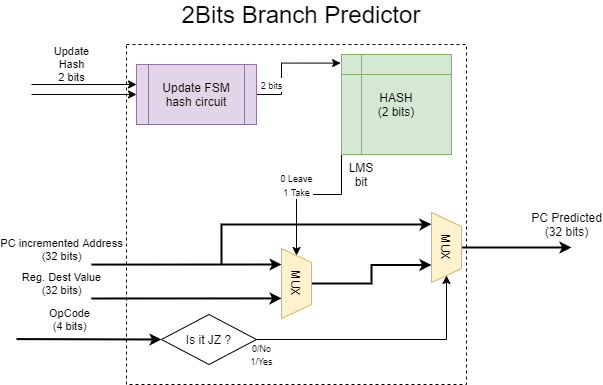 2Bits Branch Predictor
Update
Hash
2 bits
Update FSM
hash circuit
2 bits
HASH
(2 bits)
LMS
bit
0 Leave
1 Take
PC incremented Address
(32 bits)
Reg. Dest Value
(32 bits)
OpCode
(4 bits)
MUX
MUX
PC Predicted
(32 bits)
Is it JZ ?
0/No
1/Yes